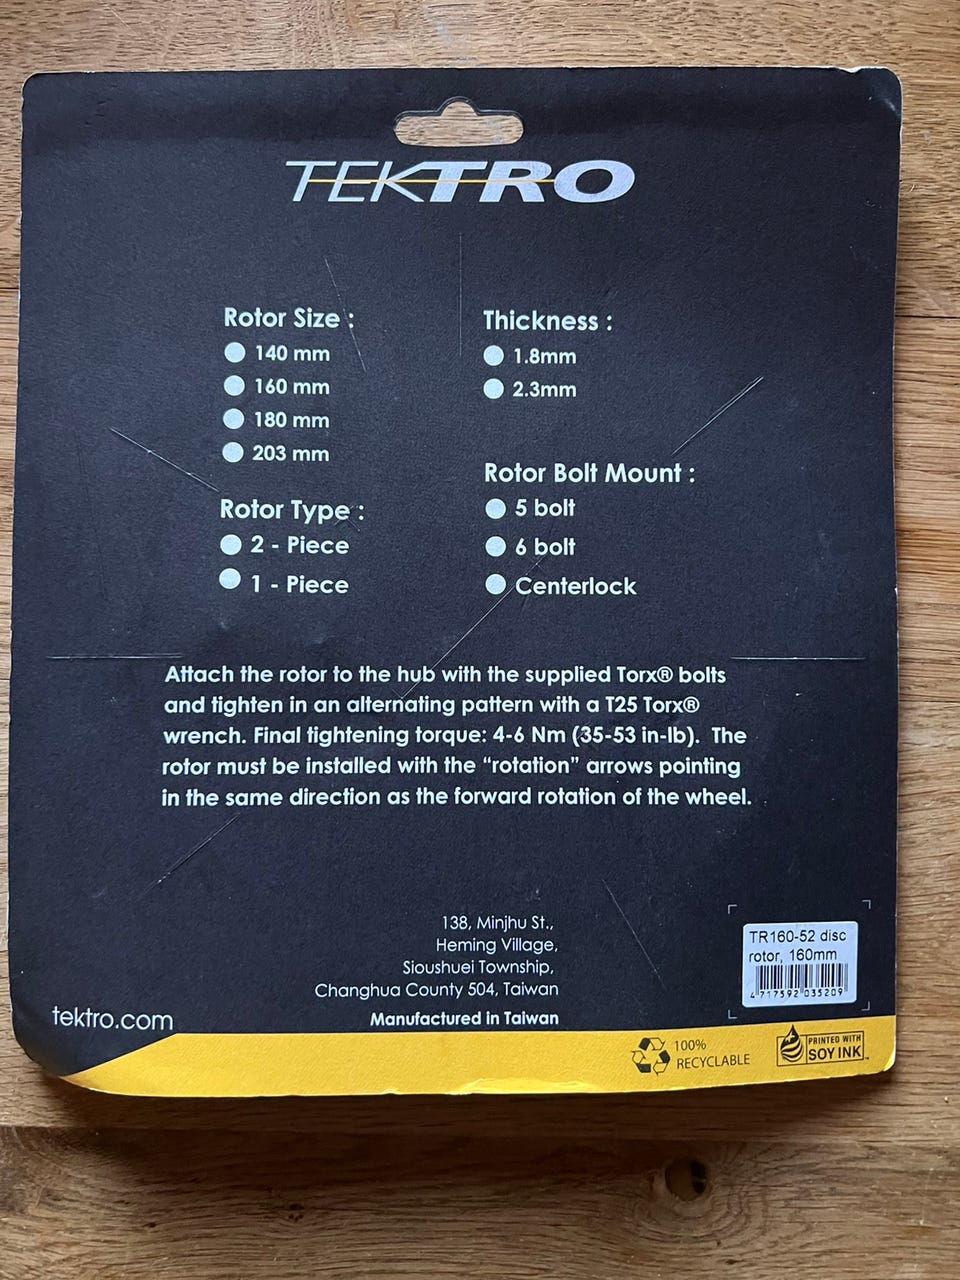 TEKTRO
Rotor Size :
140 mm
160 mm
180 mm
203 mm
Thickness :
1.8mm
2.3mm
Rotor Type :
2 - Piece
1 - Piece
Rotor Bolt Mount :
5 bolt
6 bolt
Centerlock
Attach the rotor to the hub with the supplied Torx® bolts
and tighten in an alternating pattern with a T25 Torx®
wrench. Final tightening torque: 4-6 Nm (35-53 in-lb). The
rotor must be installed with the “rotation” arrows pointing
in the same direction as the forward rotation of the wheel.
138, Minjhu St.,
Heming Village,
Sioushuei Township,
Changhua County 504, Taiwan
Manufactured in Taiwan
tektro.com
TR160-52 disc
rotor, 160mm
4 717592 035209
100%
RECYCLABLE
PRINTED WITH
SOY INK™